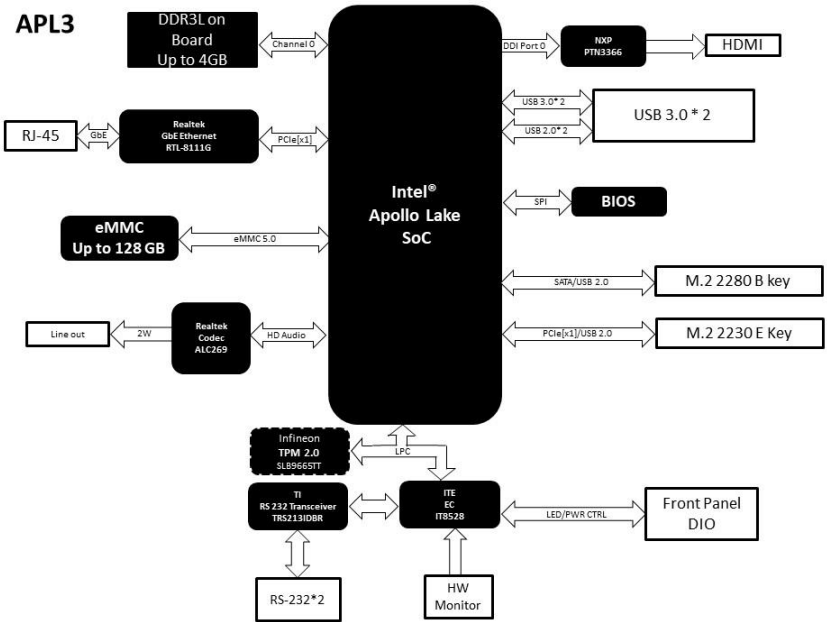 APL3
DDR3L on
Board
Up to 4GB
Channel 0
DDI Port 0
NXP
PTN3366
HDMI
RJ-45
GbE
Realtek
GbE Ethernet
RTL-8111G
PCIe[x1]
USB 3.0* 2
USB 2.0* 2
USB 3.0 * 2
Intel®
Apollo Lake
SoC
SPI
BIOS
eMMC
Up to 128 GB
eMMC 5.0
SATA/USB 2.0
M.2 2280 B key
Line out
2W
Realtek
Codec
ALC269
HD Audio
PCIe[x1]/USB 2.0
M.2 2230 E Key
Infineon
TPM 2.0
SLB9665TT
LPC
TI
RS 232 Transceiver
TRS213IDBR
ITE
EC
IT8528
LED/PWR CTRL
Front Panel
DIO
RS-232*2
HW
Monitor